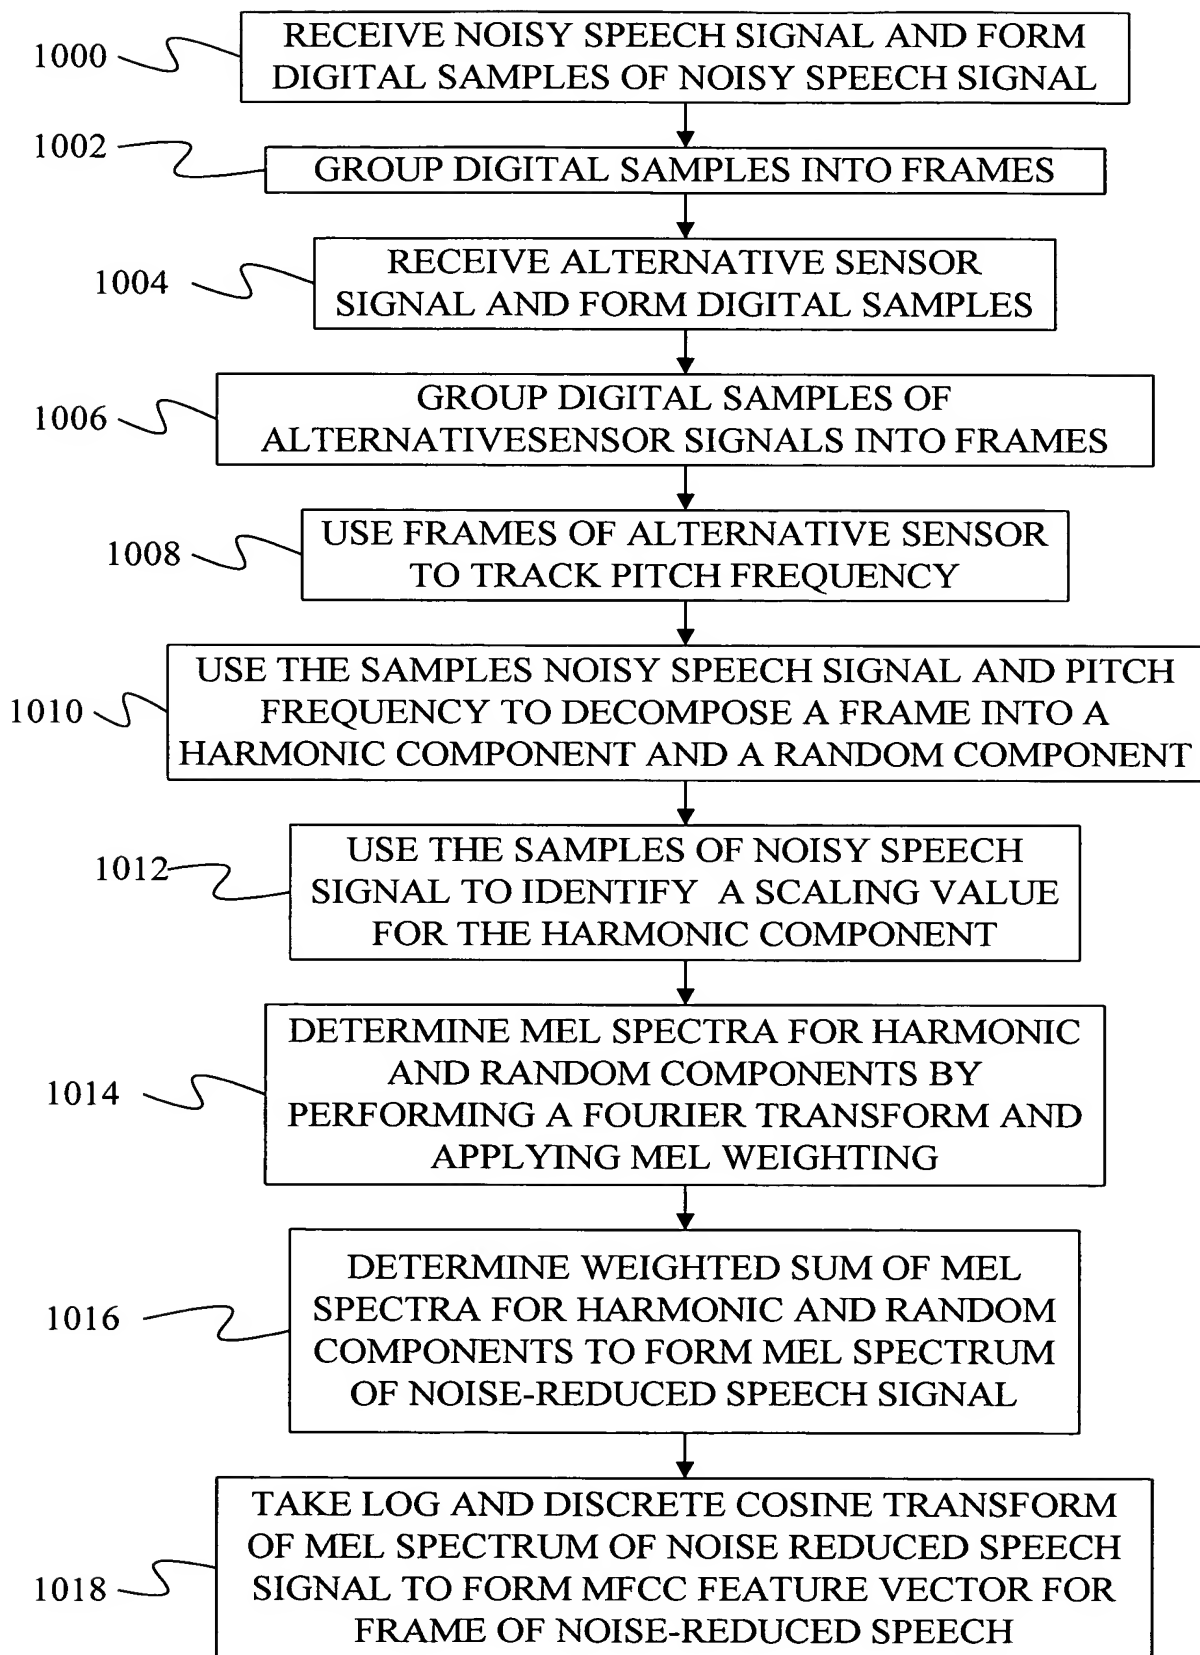 1000
RECEIVE NOISY SPEECH SIGNAL AND FORM
DIGITAL SAMPLES OF NOISY SPEECH SIGNAL
1002
GROUP DIGITAL SAMPLES INTO FRAMES
1004
RECEIVE ALTERNATIVE SENSOR
SIGNAL AND FORM DIGITAL SAMPLES
1006
GROUP DIGITAL SAMPLES OF
ALTERNATIVESENSOR SIGNALS INTO FRAMES
1008
USE FRAMES OF ALTERNATIVE SENSOR
TO TRACK PITCH FREQUENCY
1010
USE THE SAMPLES NOISY SPEECH SIGNAL AND PITCH
FREQUENCY TO DECOMPOSE A FRAME INTO A
HARMONIC COMPONENT AND A RANDOM COMPONENT
1012
USE THE SAMPLES OF NOISY SPEECH
SIGNAL TO IDENTIFY A SCALING VALUE
FOR THE HARMONIC COMPONENT
1014
DETERMINE MEL SPECTRA FOR HARMONIC
AND RANDOM COMPONENTS BY
PERFORMING A FOURIER TRANSFORM AND
APPLYING MEL WEIGHTING
1016
DETERMINE WEIGHTED SUM OF MEL
SPECTRA FOR HARMONIC AND RANDOM
COMPONENTS TO FORM MEL SPECTRUM
OF NOISE-REDUCED SPEECH SIGNAL
1018
TAKE LOG AND DISCRETE COSINE TRANSFORM
OF MEL SPECTRUM OF NOISE REDUCED SPEECH
SIGNAL TO FORM MFCC FEATURE VECTOR FOR
FRAME OF NOISE-REDUCED SPEECH